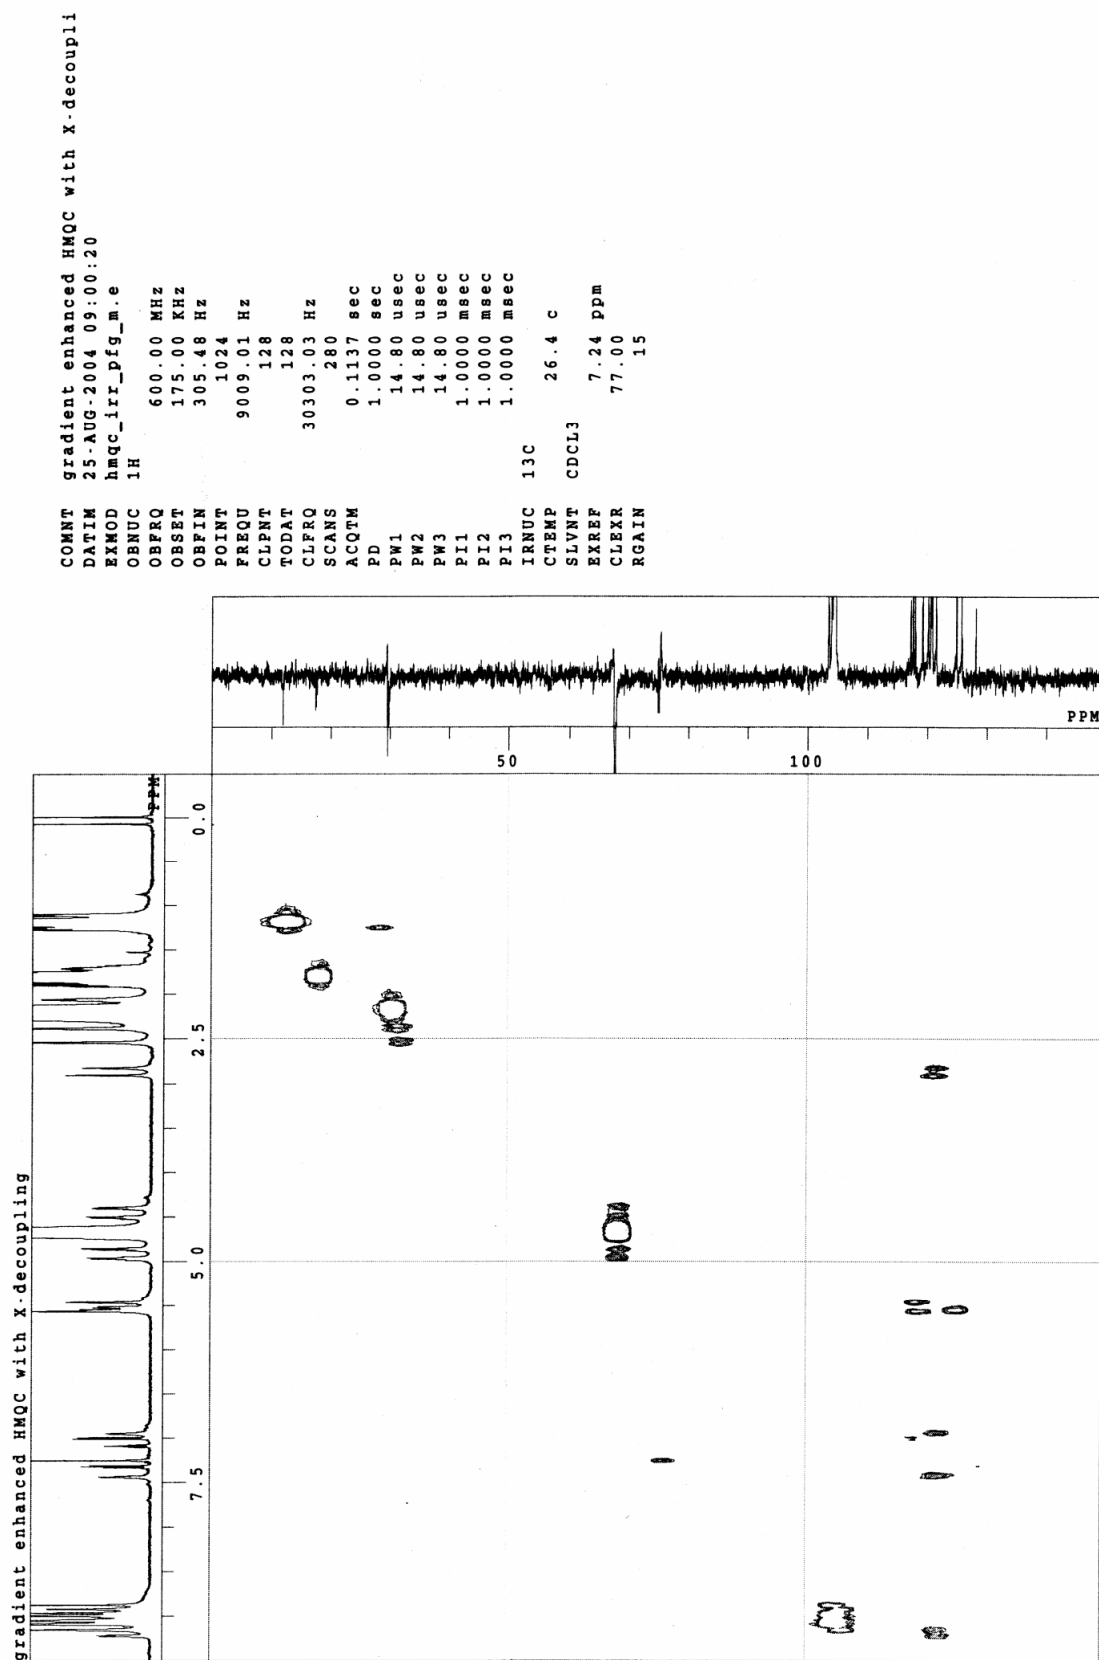 COMNT gradient enhanced HMQC with X-decoupli
DATIM 25-AUG-2004 09:00:20
EXMOD hmqc_irr_pfg_m.e
OBNUC 1H
OBFRQ 600.00 MHz
OBSET 175.00 KHz
OBFIN 305.48 Hz
POINT 1024
FREQU 9009.01 Hz
CLPNT 128
TODAT 128
CLFRQ 30303.03 Hz
SCANS 280
ACQTM 0.1137 sec
PD 1.0000 sec
PW1 14.80 usec
PW2 14.80 usec
PW3 14.80 usec
PI1 1.0000 msec
PI2 1.0000 msec
PI3 1.0000 msec
IRNUC 13C
CTEMP 26.4 c
SLVNT CDCL3
EXREF 7.24 ppm
CLEXR 77.00
RGAIN 15
PPM
50
100
gradient enhanced HMQC with X-decoupling
PPM
0.0
2.5
5.0
7.5